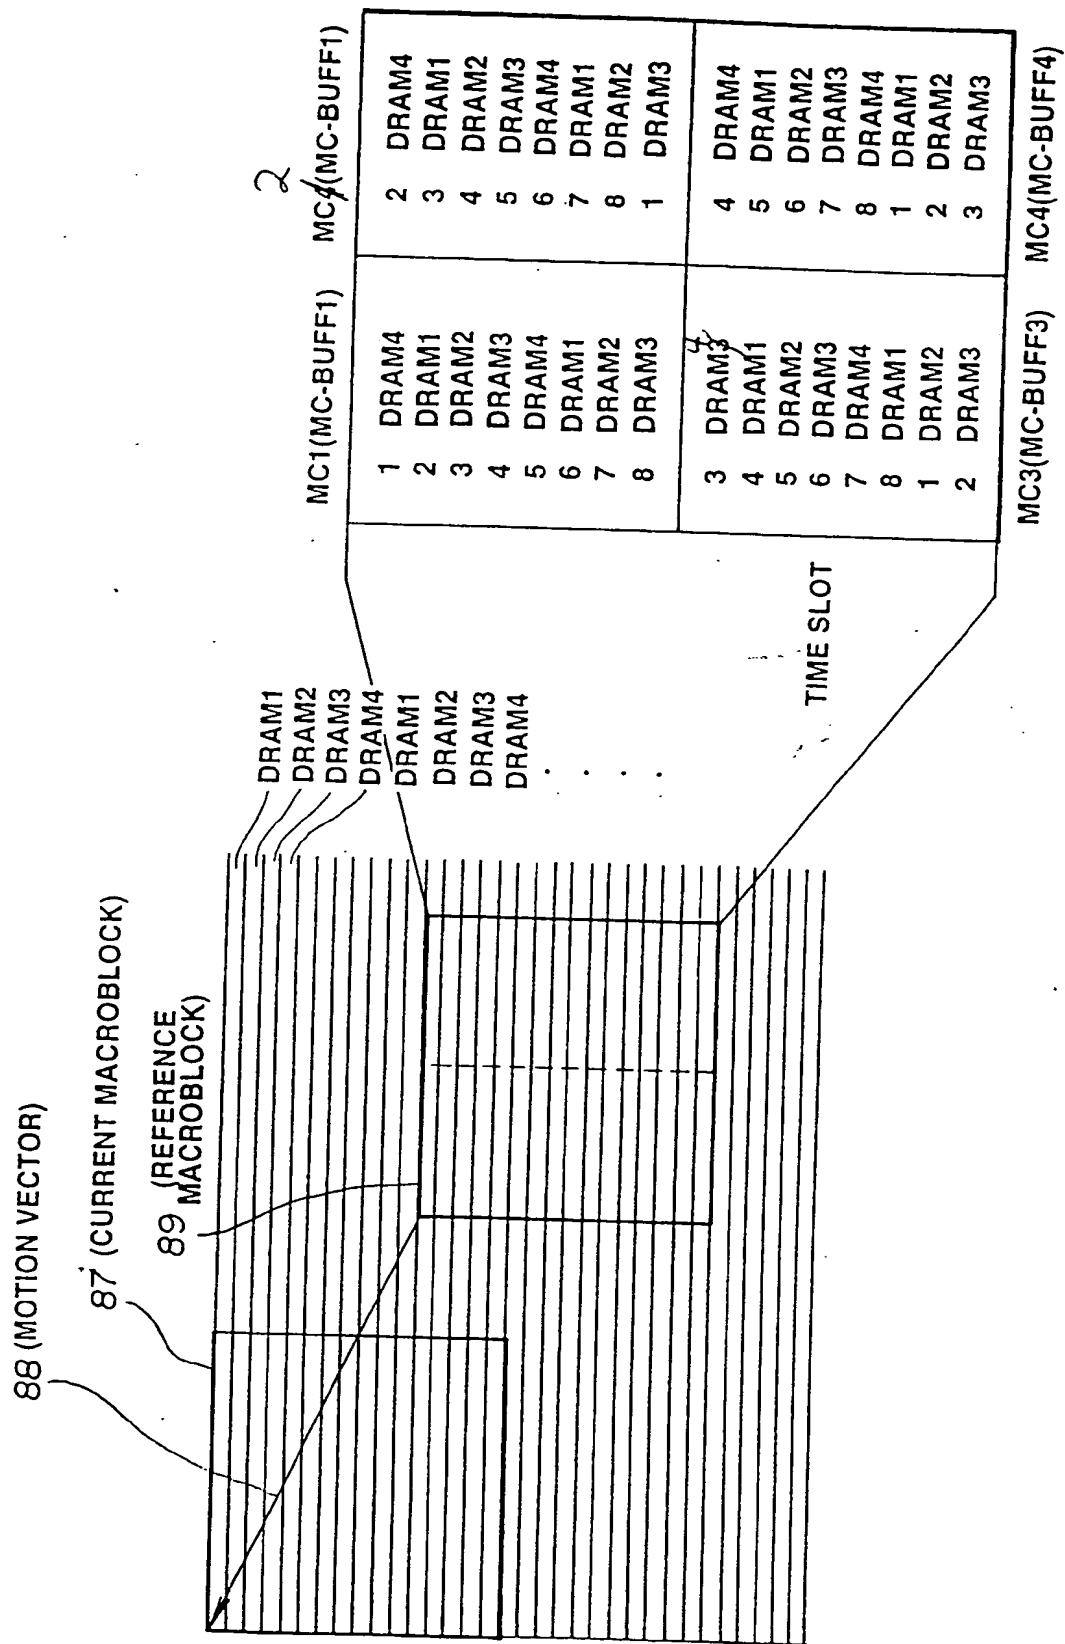 88 (MOTION VECTOR)
87 (CURRENT MACROBLOCK)
89 (REFERENCE
MACROBLOCK)
DRAM1
DRAM2
DRAM3
DRAM4
DRAM1
DRAM2
DRAM3
DRAM4
TIME SLOT
MC1(MC-BUFF1)
1 DRAM4
2 DRAM1
3 DRAM2
4 DRAM3
5 DRAM4
6 DRAM1
7 DRAM2
8 DRAM3
2
MC4(MC-BUFF1)
2 DRAM4
3 DRAM1
4 DRAM2
5 DRAM3
6 DRAM4
7 DRAM1
8 DRAM2
1 DRAM3
4
3 DRAM3
4 DRAM1
5 DRAM2
6 DRAM3
7 DRAM4
8 DRAM1
1 DRAM2
2 DRAM3
MC3(MC-BUFF3)
4 DRAM4
5 DRAM1
6 DRAM2
7 DRAM3
8 DRAM4
1 DRAM1
2 DRAM2
3 DRAM3
MC4(MC-BUFF4)